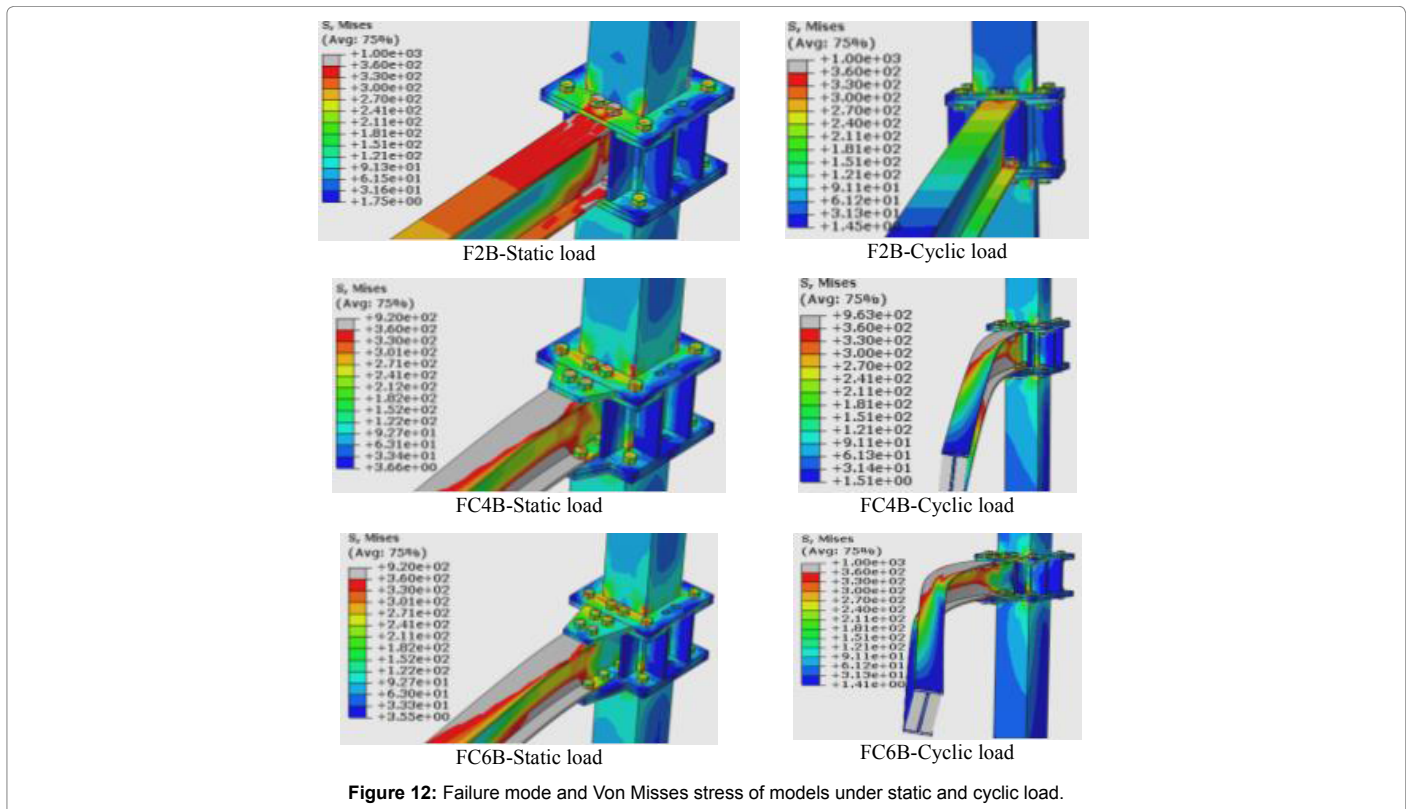 S, Mises
(Avg: 75%)
+1.00e+03
+3.60e+02
+3.30e+02
+3.00e+02
+2.70e+02
+2.41e+02
+2.11e+02
+1.81e+02
+1.51e+02
+1.21e+02
+9.13e+01
+6.15e+01
+3.16e+01
+1.75e+00
F2B-Static load
S, Mises
(Avg: 75%)
+1.00e+03
+3.60e+02
+3.30e+02
+3.00e+02
+2.70e+02
+2.40e+02
+2.11e+02
+1.81e+02
+1.51e+02
+1.21e+02
+9.11e+01
+6.12e+01
+3.13e+01
+1.45e+00
F2B-Cyclic load
S, Mises
(Avg: 75%)
+9.20e+02
+3.60e+02
+3.30e+02
+3.01e+02
+2.71e+02
+2.41e+02
+2.12e+02
+1.82e+02
+1.52e+02
+1.22e+02
+9.27e+01
+6.31e+01
+3.34e+01
+3.66e+00
FC4B-Static load
S, Mises
(Avg: 75%)
+9.63e+02
+3.60e+02
+3.30e+02
+3.00e+02
+2.70e+02
+2.41e+02
+2.11e+02
+1.81e+02
+1.51e+02
+1.21e+02
+9.11e+01
+6.13e+01
+3.14e+01
+1.51e+00
FC4B-Cyclic load
S, Mises
(Avg: 75%)
+9.20e+02
+3.60e+02
+3.30e+02
+3.01e+02
+2.71e+02
+2.41e+02
+2.11e+02
+1.82e+02
+1.52e+02
+1.22e+02
+9.27e+01
+6.30e+01
+3.33e+01
+3.55e+00
FC6B-Static load
S, Mises
(Avg: 75%)
+1.00e+03
+3.60e+02
+3.30e+02
+3.00e+02
+2.70e+02
+2.40e+02
+2.11e+02
+1.81e+02
+1.51e+02
+1.21e+02
+9.11e+01
+6.12e+01
+3.13e+01
+1.41e+00
FC6B-Cyclic load
Figure 12: Failure mode and Von Misses stress of models under static and cyclic load.